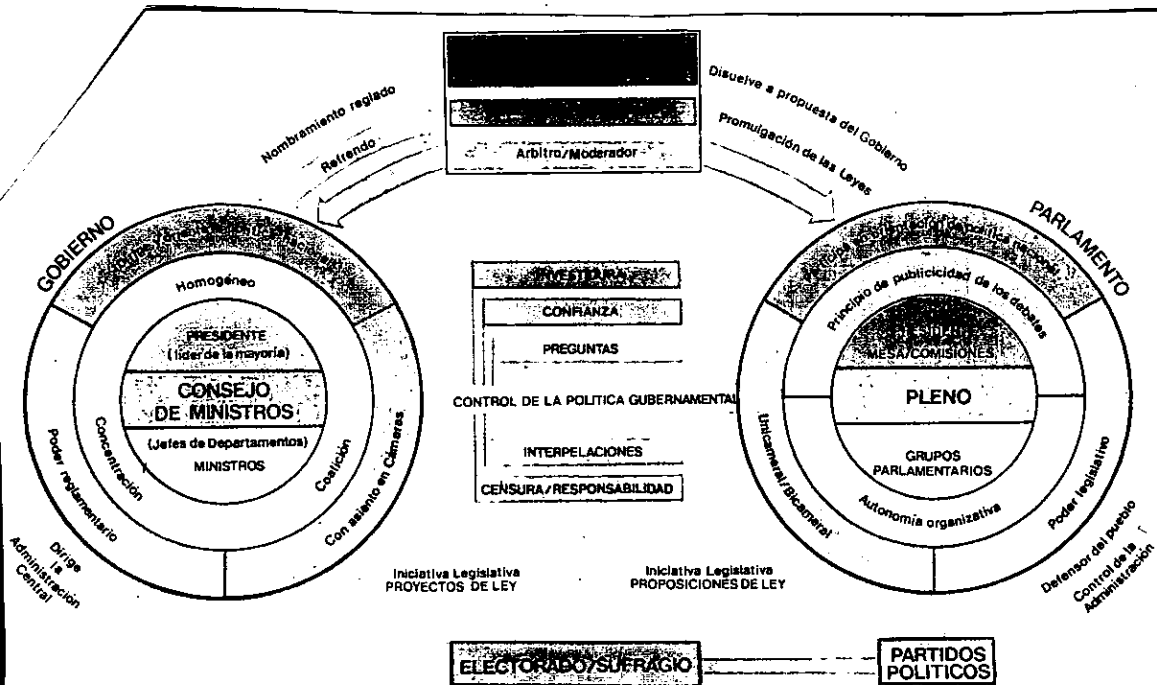 Arbitro/Moderador
Nombramiento reglado
Refrendo
Disuelve a propuesta del Gobierno
Promulgación de las Leyes
GOBIERNO
Homogéneo
PRESIDENTE
(líder de la mayoría)
CONSEJO
DE MINISTROS
(Jefes de Departamentos)
MINISTROS
Concentración
Coalición
Poder reglamentario
Con asiento en Cámaras
Dirige
la
Administración
Central
INVESTIDURA
CONFIANZA
PREGUNTAS
CONTROL DE LA POLITICA GUBERNAMENTAL
INTERPELACIONES
CENSURA/RESPONSABILIDAD
PARLAMENTO
política nacional
Principio de publicicidad de los debates
MESA/COMISIONES
PLENO
GRUPOS
PARLAMENTARIOS
Autonomía organizativa
Unicameral/Bicameral
Poder legislativo
Defensor del pueblo
Control de la
Administración
Iniciativa Legislativa
PROYECTOS DE LEY
Iniciativa Legislativa
PROPOSICIONES DE LEY
ELECTORADO/SUFRAGIO
PARTIDOS
POLITICOS